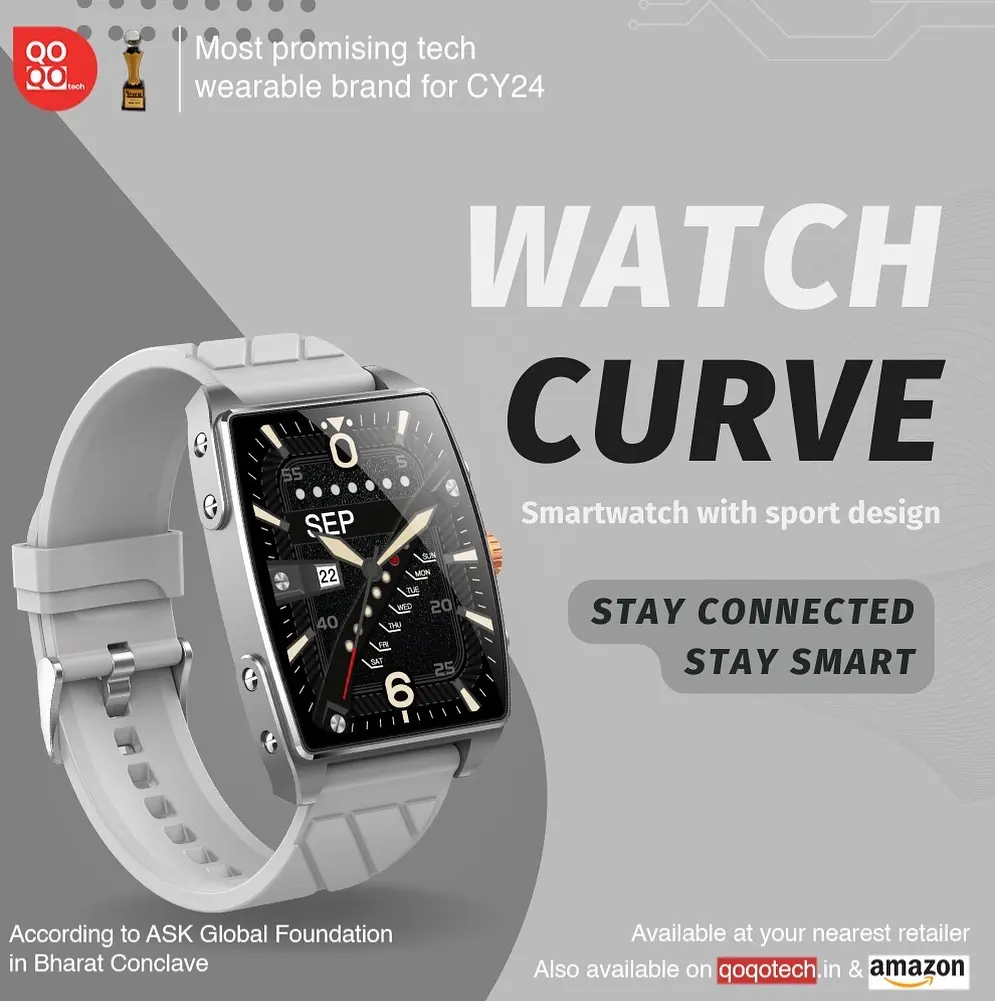 QO
QO tech
Most promising tech
wearable brand for CY24
WATCH
CURVE
Smartwatch with sport design
STAY CONNECTED
STAY SMART
0
55
5
SEP
22
SUN
MON
TUE
WED
THU
FRI
SAT
40
20
25
6
According to ASK Global Foundation
in Bharat Conclave
Available at your nearest retailer
Also available on qoqotech.in & amazon